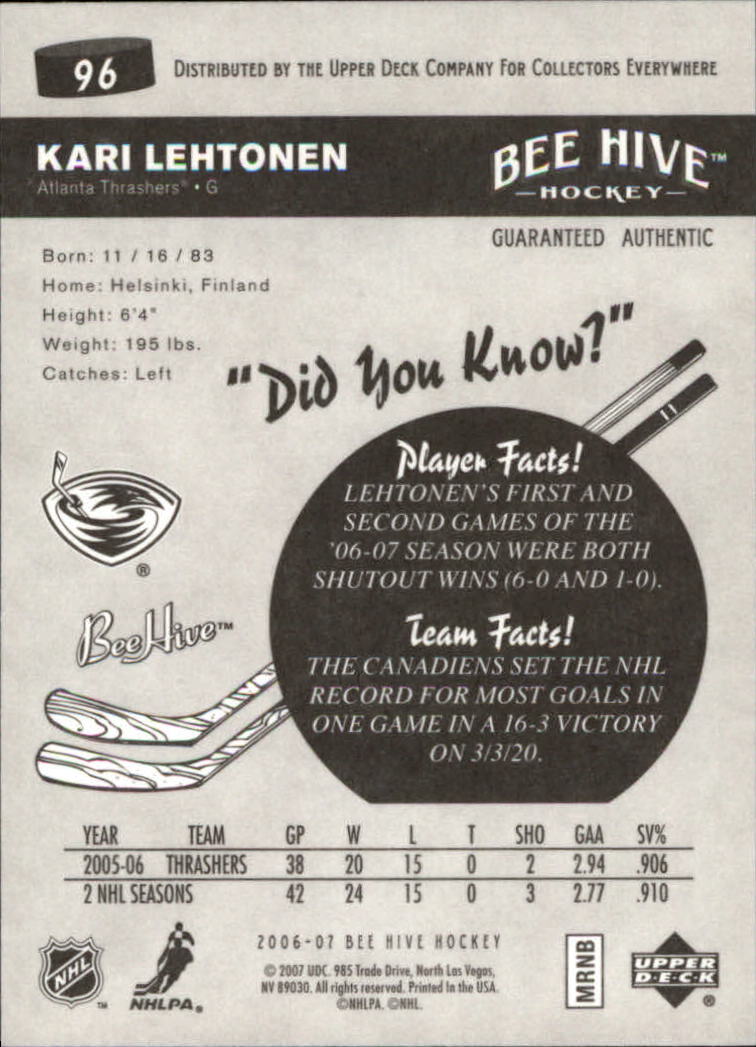 96
DISTRIBUTED BY THE UPPER DECK COMPANY FOR COLLECTORS EVERYWHERE
KARI LEHTONEN
Atlanta Thrashers® • G
BEE HIVE™
—HOCKEY—
GUARANTEED AUTHENTIC
Born: 11 / 16 / 83
Home: Helsinki, Finland
Height: 6'4"
Weight: 195 lbs.
Catches: Left
"Did You Know?"
Player Facts!
LEHTONEN'S FIRST AND
SECOND GAMES OF THE
'06-07 SEASON WERE BOTH
SHUTOUT WINS (6-0 AND 1-0).
Team Facts!
THE CANADIENS SET THE NHL
RECORD FOR MOST GOALS IN
ONE GAME IN A 16-3 VICTORY
ON 3/3/20.
®
BeeHive™
YEAR TEAM GP W L T SHO GAA SV%
2005-06 THRASHERS 38 20 15 0 2 2.94 .906
2 NHL SEASONS 42 24 15 0 3 2.77 .910
2006-07 BEE HIVE HOCKEY
© 2007 UDC. 985 Trade Drive, North Las Vegas,
NV 89030. All rights reserved. Printed in the USA.
©NHLPA. ©NHL.
NHL™
NHLPA®
MRNB
UPPER
D·E·C·K
®